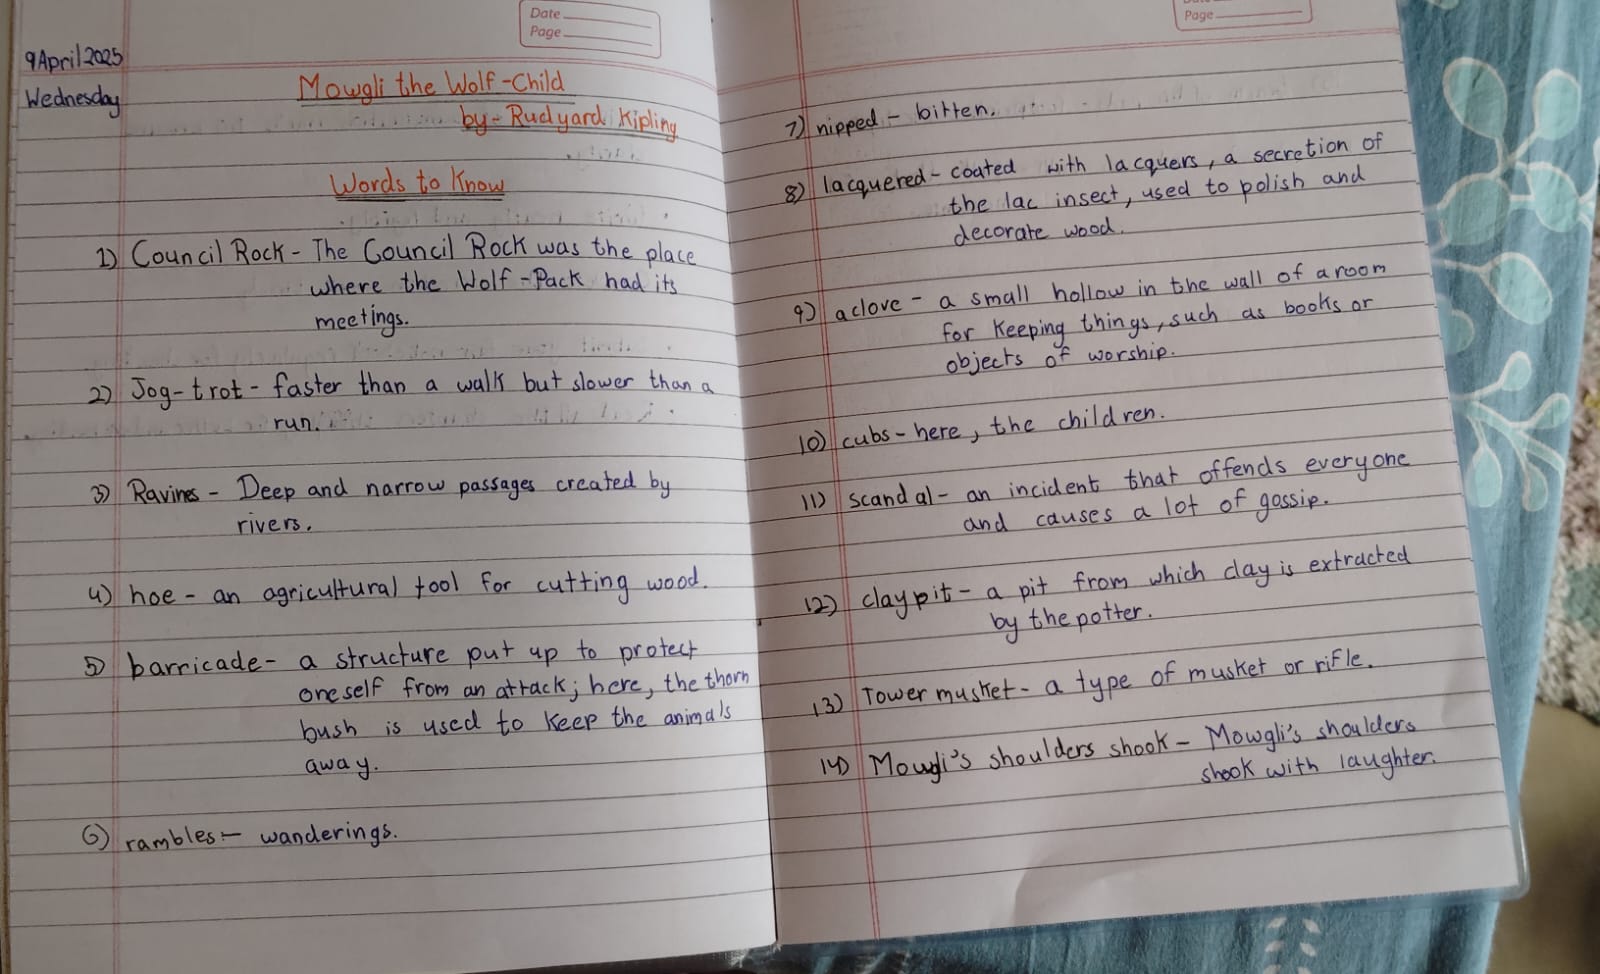 Date
Page
9 April 2025
Wednesday
Mowgli the Wolf-Child
by- Rudyard Kipling
Words to Know
1) Council Rock - The Council Rock was the place
where the Wolf-Pack had its
meetings.
2) Jog-trot - faster than a walk but slower than a
run.
3) Ravines - Deep and narrow passages created by
rivers.
4) hoe - an agricultural tool for cutting wood.
5) barricade - a structure put up to protect
oneself from an attack; here, the thorn
bush is used to keep the animals
away.
6) rambles:- wanderings.
Page
7) nipped - bitten.
8) lacquered - coated with lacquers, a secretion of
the lac insect, used to polish and
decorate wood.
9) aclove - a small hollow in the wall of a room
for keeping things, such as books or
objects of worship.
10) cubs - here, the children.
11) scandal - an incident that offends everyone
and causes a lot of gossip.
12) clay pit - a pit from which clay is extracted
by the potter.
13) Tower musket - a type of musket or rifle.
14) Mowgli's shoulders shook - Mowgli's shoulders
shook with laughter.